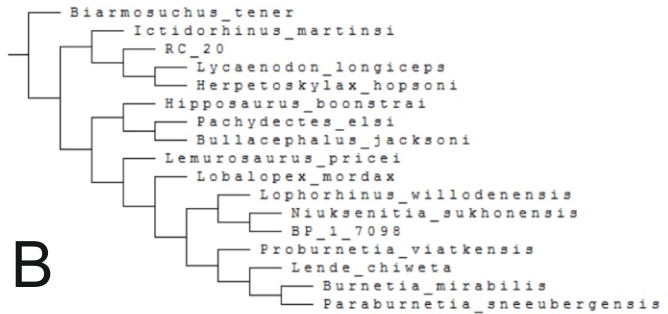 Biarmosuchus_tener
Ictidorhinus_martinsi
RC_20
Lycaenodon_longiceps
Herpetoskylax_hopsoni
Hipposaurus_boonstrai
Pachydectes_elsi
Bullacephalus_jacksoni
Lemurosaurus_pricei
Lobalopex_mordax
Lophorhinus_willodenensis
Niuksenitia_sukhonensis
BP_1_7098
Proburnetia_viatkensis
Lende_chiweta
Burnetia_mirabilis
Paraburnetia_sneeubergensis
B